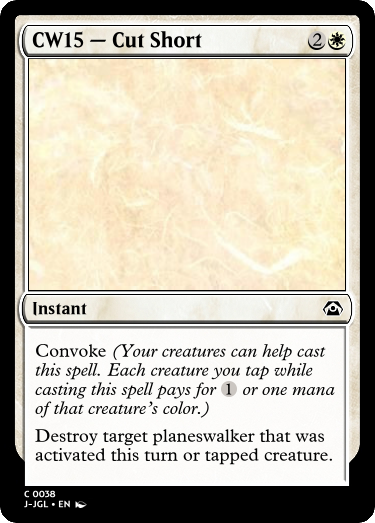 CW15 — Cut Short 2
Instant
Convoke (Your creatures can help cast
this spell. Each creature you tap while
casting this spell pays for 1 or one mana
of that creature's color.)
Destroy target planeswalker that was
activated this turn or tapped creature.
C 0038
J-JGL • EN